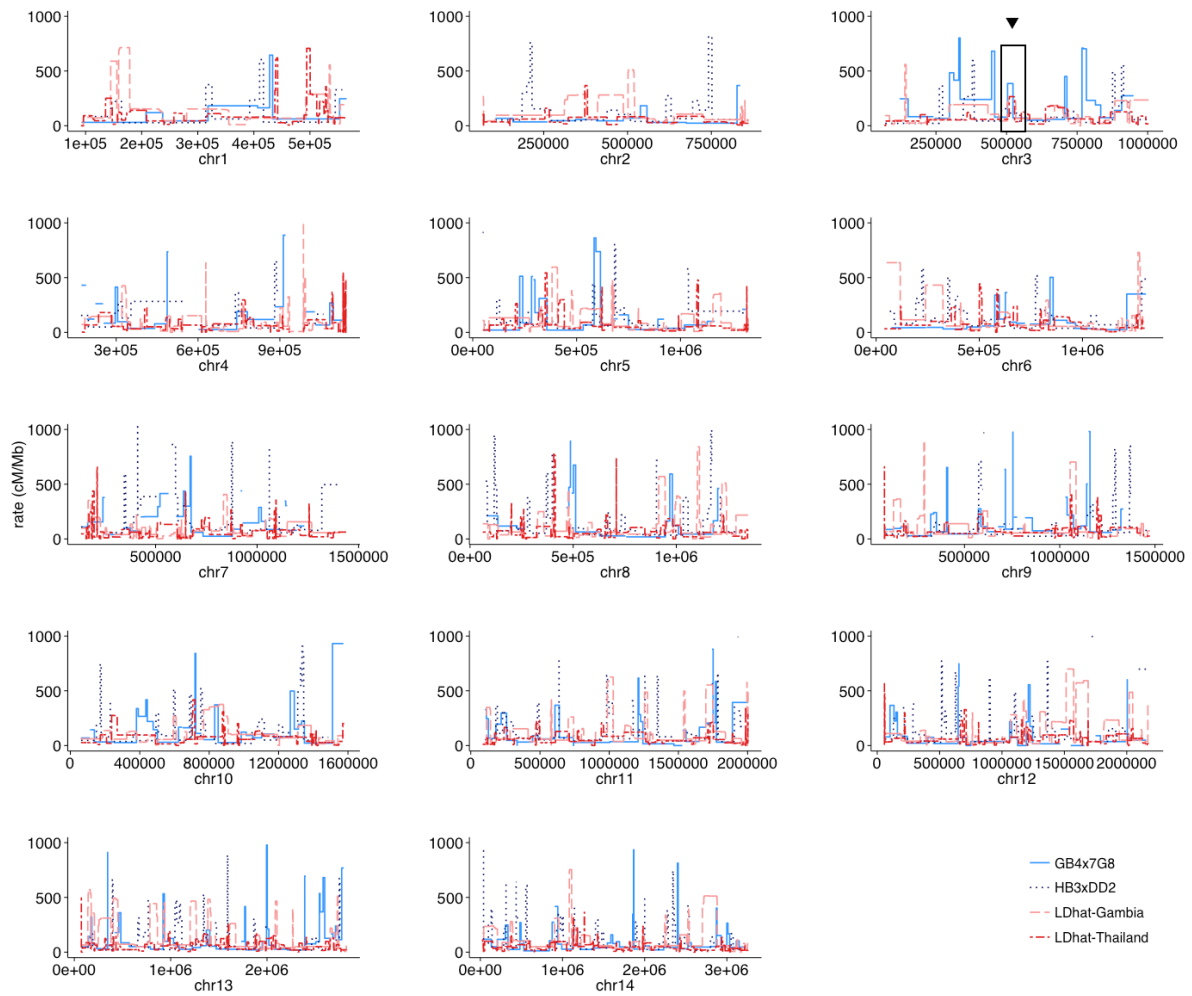 1000
500
0
1e+05 2e+05 3e+05 4e+05 5e+05
chr1
1000
500
0
250000 500000 750000
chr2
1000
500
0
250000 500000 750000 1000000
chr3
1000
500
0
3e+05 6e+05 9e+05
chr4
1000
500
0
0e+00 5e+05 1e+06
chr5
1000
500
0
0e+00 5e+05 1e+06
chr6
rate (cM/Mb)
1000
500
0
500000 1000000 1500000
chr7
1000
500
0
0e+00 5e+05 1e+06
chr8
1000
500
0
500000 1000000 1500000
chr9
1000
500
0
0 400000 800000 1200000 1600000
chr10
1000
500
0
0 500000 1000000 1500000 2000000
chr11
1000
500
0
0 500000 1000000 1500000 2000000
chr12
1000
500
0
0e+00 1e+06 2e+06
chr13
1000
500
0
0e+00 1e+06 2e+06 3e+06
chr14
GB4x7G8
HB3xDD2
LDhat-Gambia
LDhat-Thailand